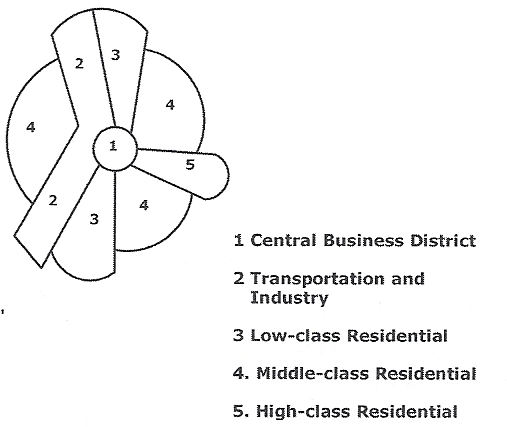 3
2
4
4
1
5
2
4
3
1 Central Business District
2 Transportation and
Industry
3 Low-class Residential
4. Middle-class Residential
5. High-class Residential